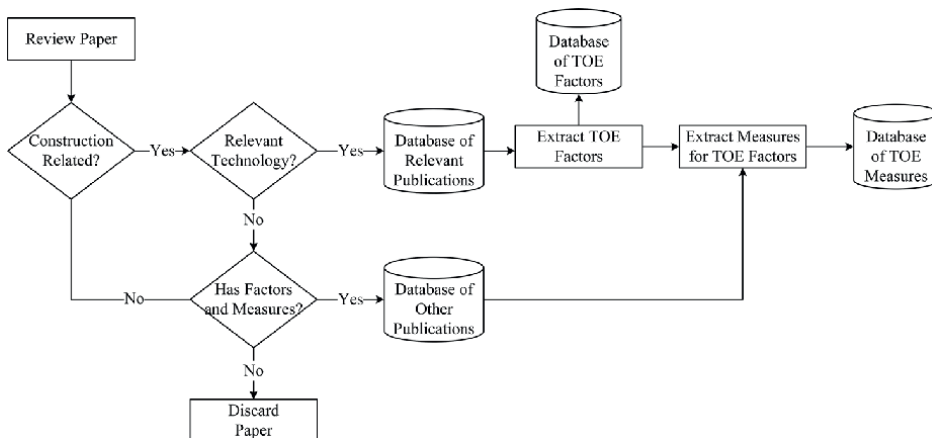 Review Paper
Database
of TOE
Factors
Construction
Related?
Yes
Relevant
Technology?
Yes
Database of
Relevant
Publications
Extract TOE
Factors
Extract Measures
for TOE Factors
Database
of TOE
Measures
No
No
Has Factors
and Measures?
Yes
Database of
Other
Publications
No
Discard
Paper